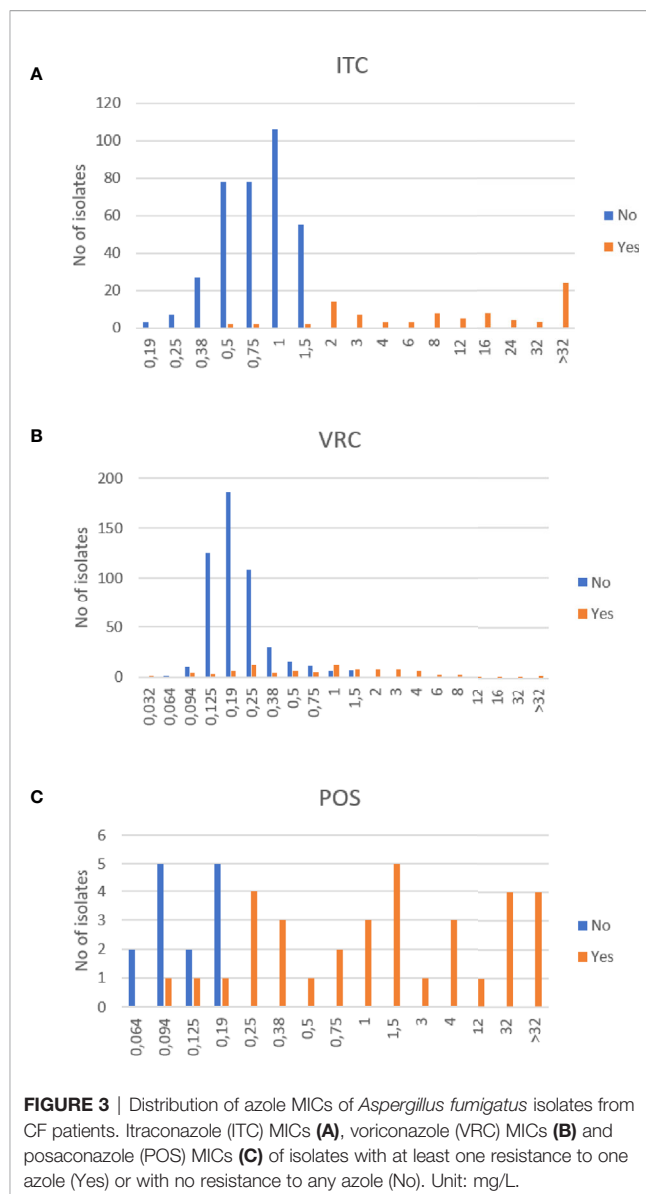 A
ITC
120
100
80
60
40
20
0
No of isolates
0,19 0,25 0,38 0,5 0,75 1 1,5 2 3 4 6 8 12 16 24 32 >32
No
Yes
B
VRC
200
150
100
50
0
No of isolates
0,032 0,064 0,094 0,125 0,19 0,25 0,38 0,5 0,75 1 1,5 2 3 4 6 8 12 16 32 >32
No
Yes
C
POS
6
5
4
3
2
1
0
No of isolates
0,064 0,094 0,125 0,19 0,25 0,38 0,5 0,75 1 1,5 3 4 12 32 >32
No
Yes
FIGURE 3 | Distribution of azole MICs of Aspergillus fumigatus isolates from
CF patients. Itraconazole (ITC) MICs (A), voriconazole (VRC) MICs (B) and
posaconazole (POS) MICs (C) of isolates with at least one resistance to one
azole (Yes) or with no resistance to any azole (No). Unit: mg/L.